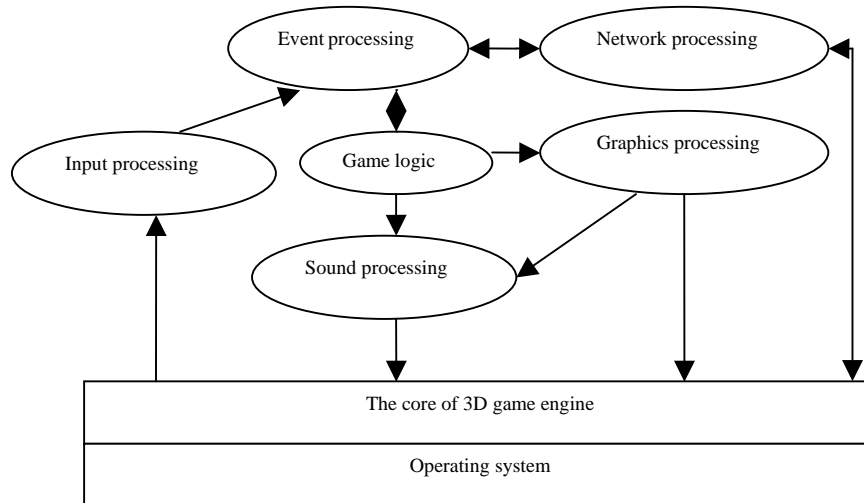 Event processing
Network processing
Input processing
Game logic
Graphics processing
Sound processing
The core of 3D game engine
Operating system